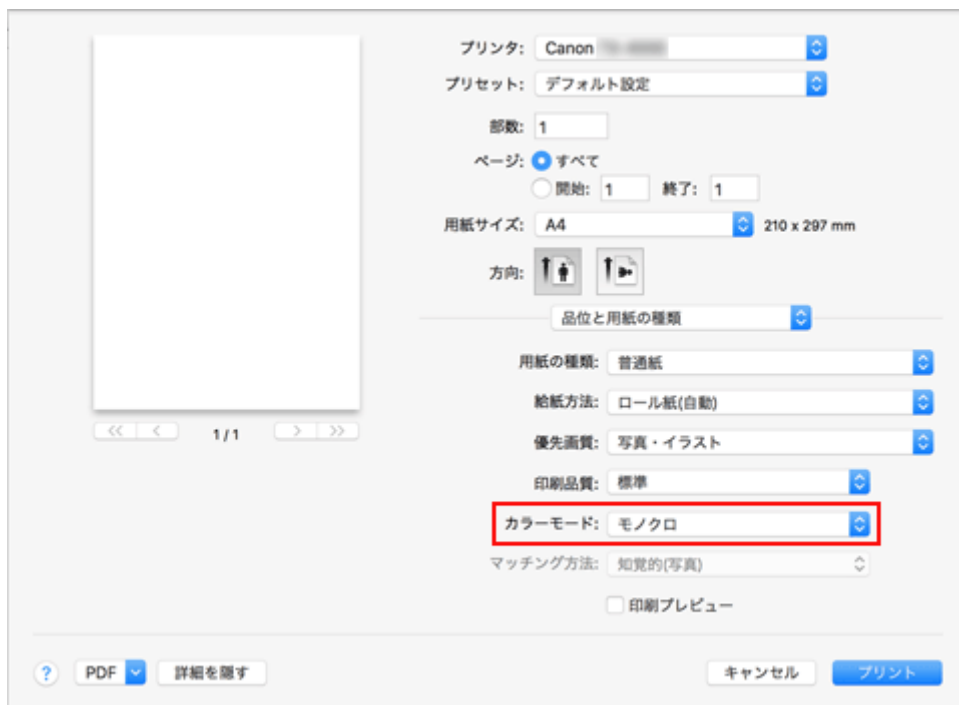 プリンタ: Canon
プリセット: デフォルト設定
部数: 1
ページ: すべて
開始: 1 終了: 1
用紙サイズ: A4 210 x 297 mm
方向:
品位と用紙の種類
用紙の種類: 普通紙
給紙方法: ロール紙(自動)
<< < 1 / 1 > >>
優先画質: 写真・イラスト
印刷品質: 標準
カラーモード: モノクロ
マッチング方法: 知覚的(写真)
印刷プレビュー
? PDF 詳細を隠す キャンセル プリント